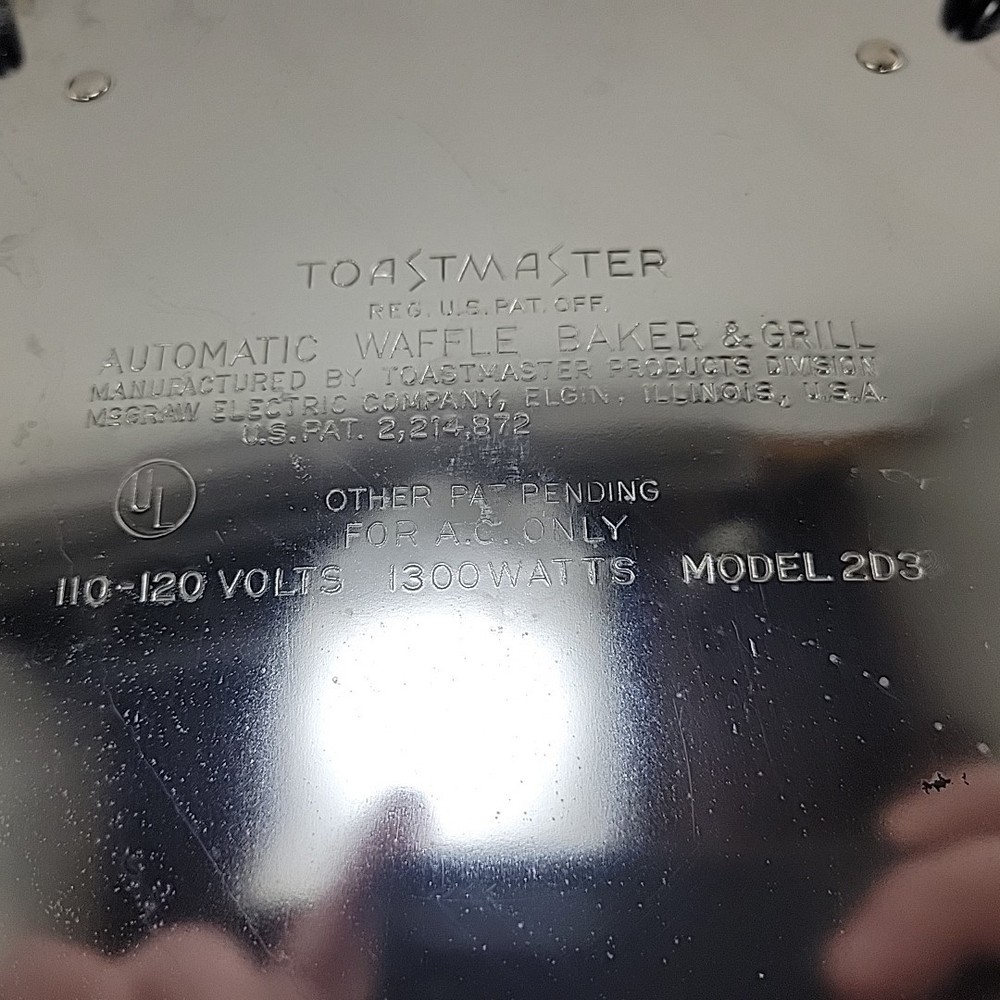 TOASTMASTER
REG. U.S. PAT. OFF.
AUTOMATIC WAFFLE BAKER & GRILL
MANUFACTURED BY TOASTMASTER PRODUCTS DIVISION
McGRAW ELECTRIC COMPANY, ELGIN, ILLINOIS, U.S.A.
U.S. PAT. 2,214,872
UL
OTHER PAT PENDING
FOR A.C. ONLY
110-120 VOLTS 1300 WATTS MODEL 2D3